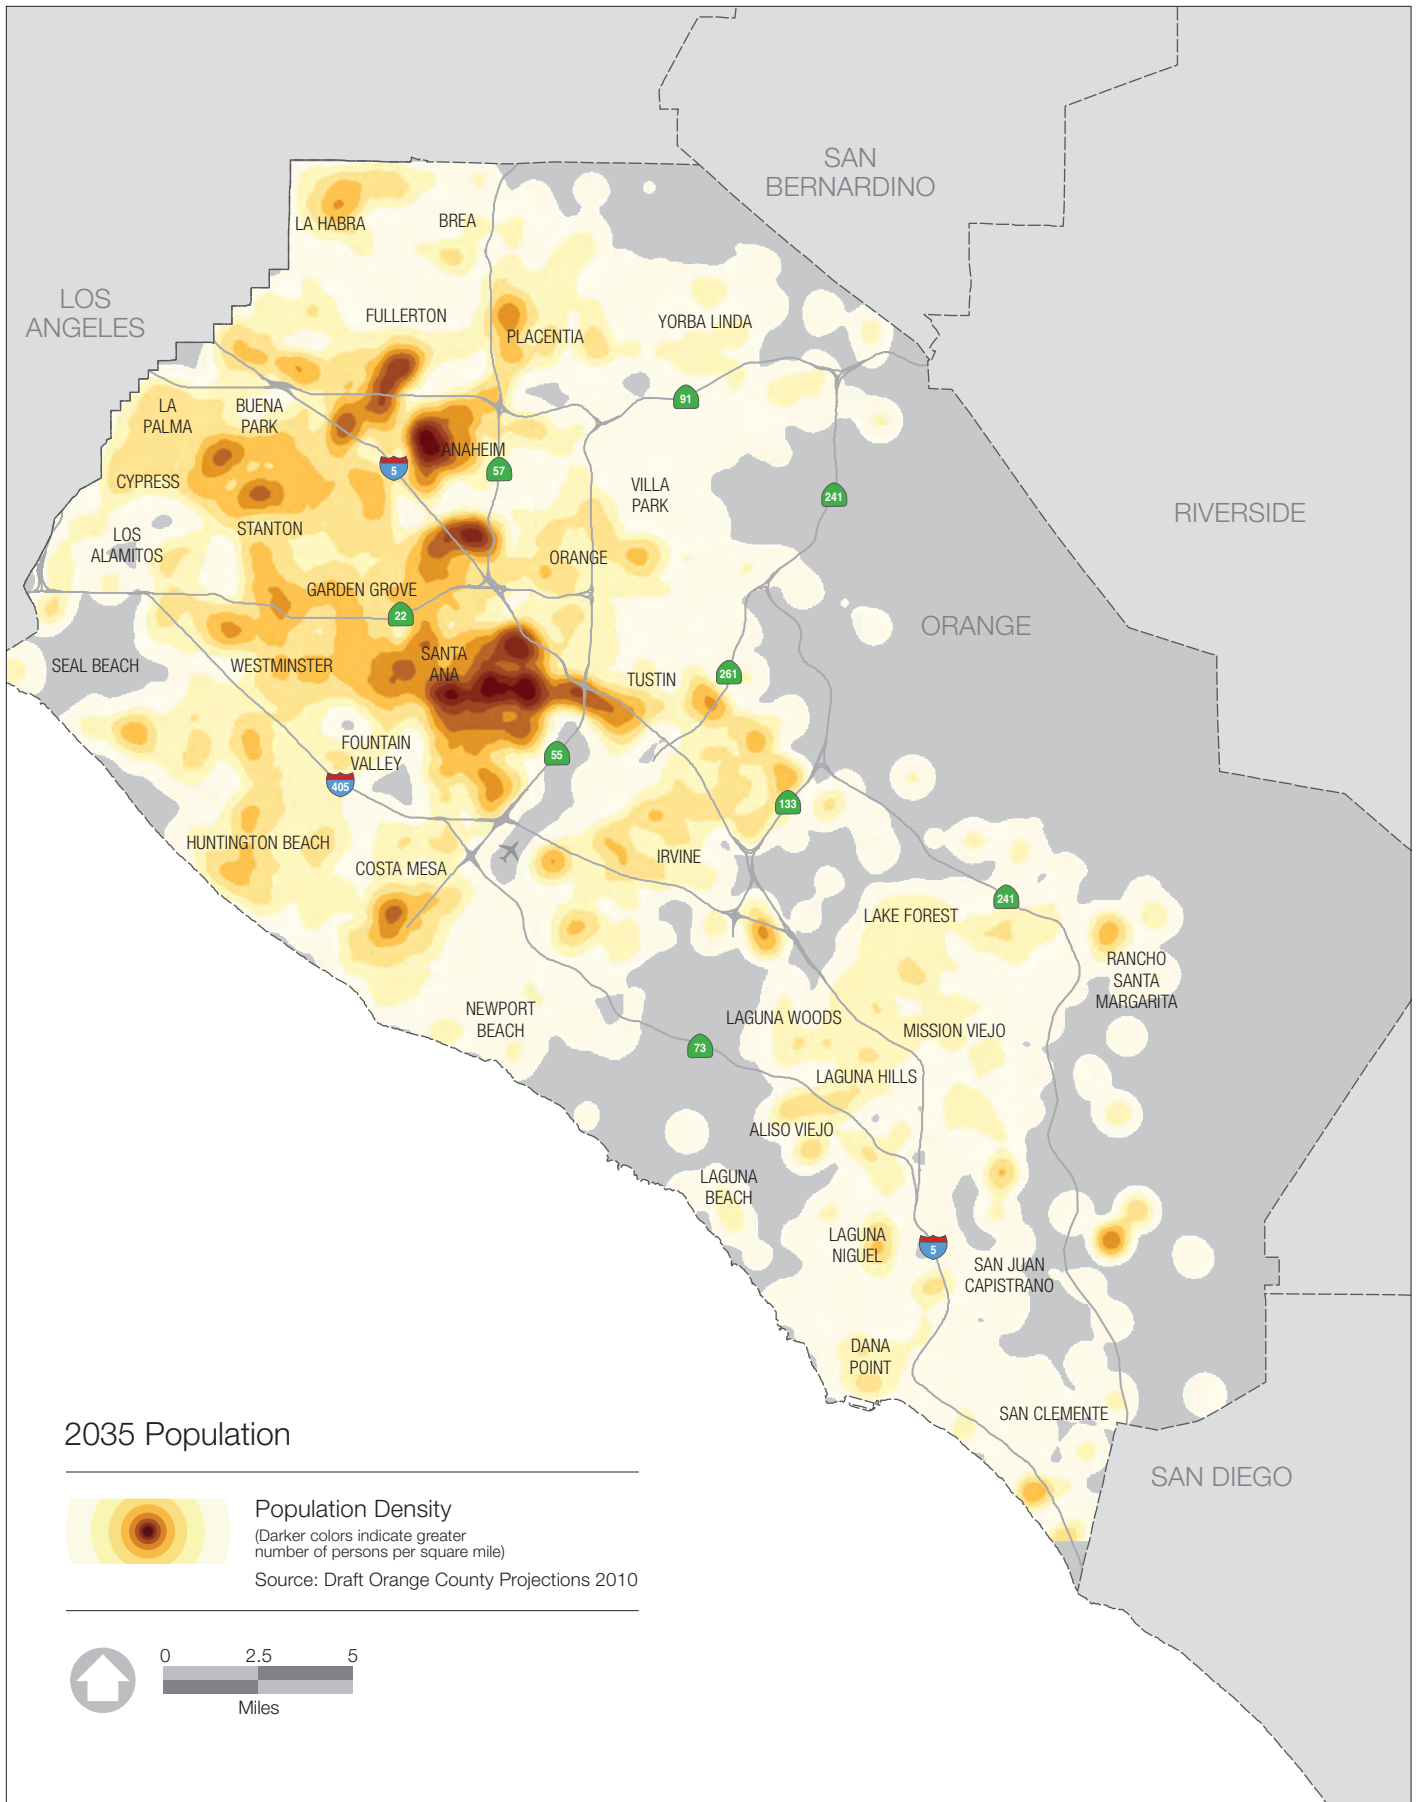 SAN
BERNARDINO
LA HABRA
BREA
LOS
ANGELES
FULLERTON
PLACENTIA
YORBA LINDA
91
LA
PALMA
BUENA
PARK
ANAHEIM
5
57
CYPRESS
VILLA
PARK
241
RIVERSIDE
STANTON
LOS
ALAMITOS
ORANGE
GARDEN GROVE
22
ORANGE
SEAL BEACH
WESTMINSTER
SANTA
ANA
TUSTIN
261
FOUNTAIN
VALLEY
55
405
133
HUNTINGTON BEACH
COSTA MESA
IRVINE
LAKE FOREST
241
RANCHO
SANTA
MARGARITA
NEWPORT
BEACH
LAGUNA WOODS
MISSION VIEJO
73
LAGUNA HILLS
ALISO VIEJO
LAGUNA
BEACH
LAGUNA
NIGUEL
5
SAN JUAN
CAPISTRANO
DANA
POINT
SAN CLEMENTE
SAN DIEGO
2035 Population
Population Density
(Darker colors indicate greater
number of persons per square mile)
Source: Draft Orange County Projections 2010
0 2.5 5
Miles